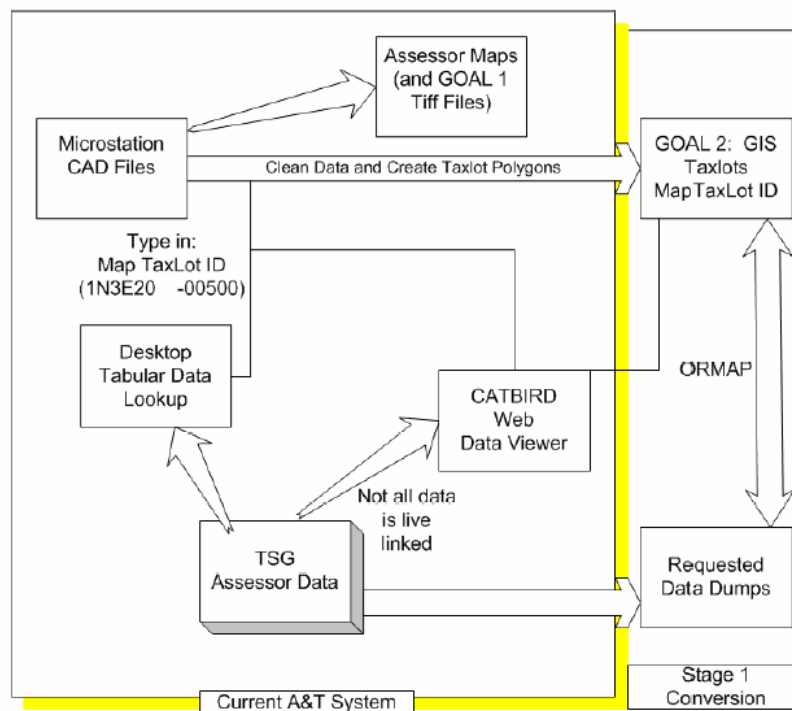 Assessor Maps
(and GOAL 1
Tiff Files)
Microstation
CAD Files
Clean Data and Create Taxlot Polygons
GOAL 2: GIS
Taxlots
MapTaxLot ID
Type in:
Map TaxLot ID
(1N3E20 -00500)
Desktop
Tabular Data
Lookup
CATBIRD
Web
Data Viewer
ORMAP
Not all data
is live
linked
TSG
Assessor Data
Requested
Data Dumps
Current A&T System
Stage 1
Conversion